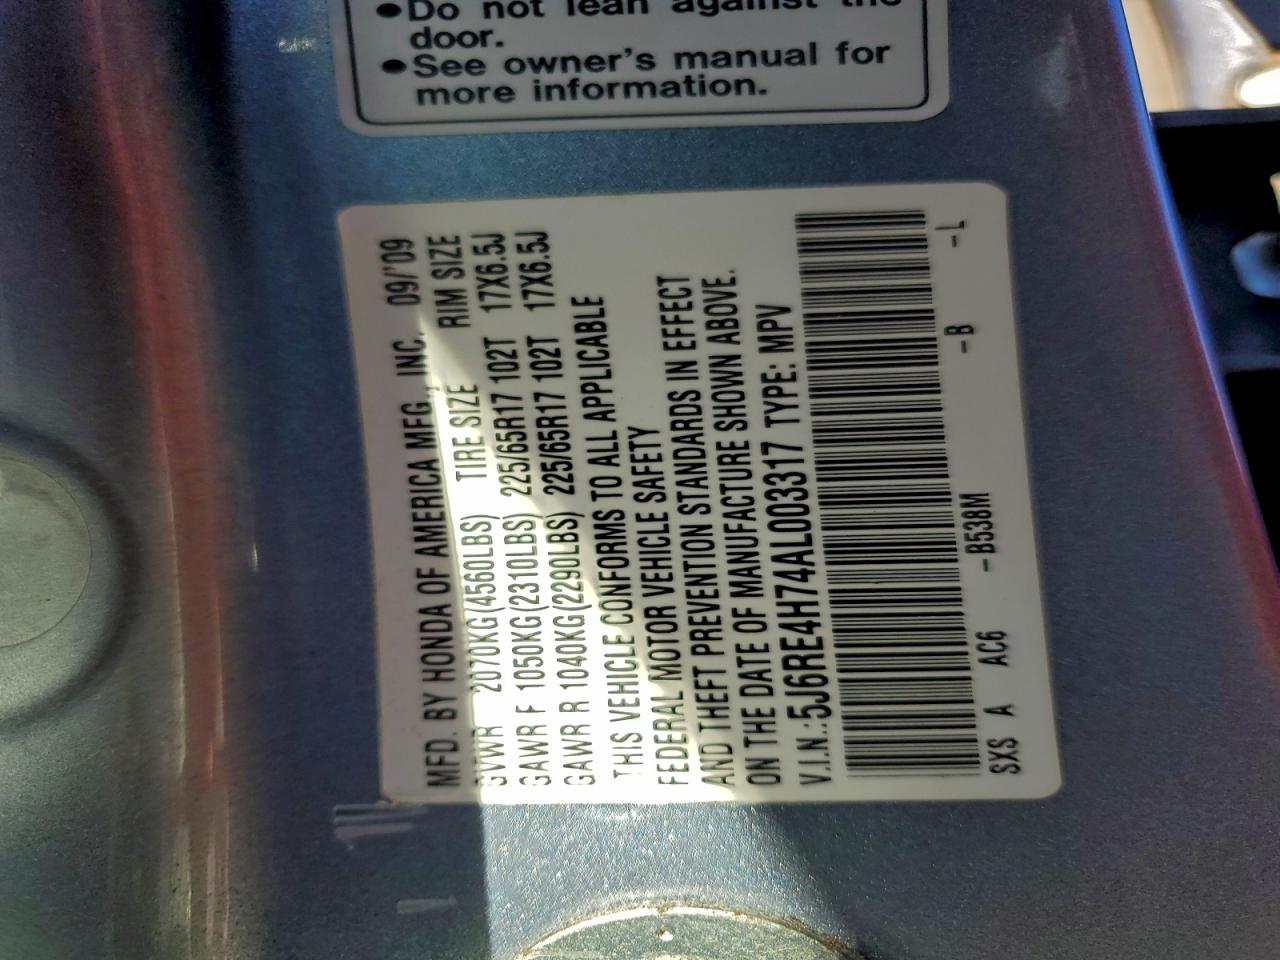 ●Do not lean against the
door.
●See owner's manual for
more information.
MFD. BY HONDA OF AMERICA MFG., INC. 09/'09
GVWR 2070KG(4560LBS) TIRE SIZE RIM SIZE
GAWR F 1050KG(2310LBS) 225/65R17 102T 17X6.5J
GAWR R 1040KG(2290LBS) 225/65R17 102T 17X6.5J
THIS VEHICLE CONFORMS TO ALL APPLICABLE
FEDERAL MOTOR VEHICLE SAFETY
AND THEFT PREVENTION STANDARDS IN EFFECT
ON THE DATE OF MANUFACTURE SHOWN ABOVE.
V.I.N.:5J6RE4H74AL003317 TYPE: MPV
SXS A AC6 -B538M -B -L